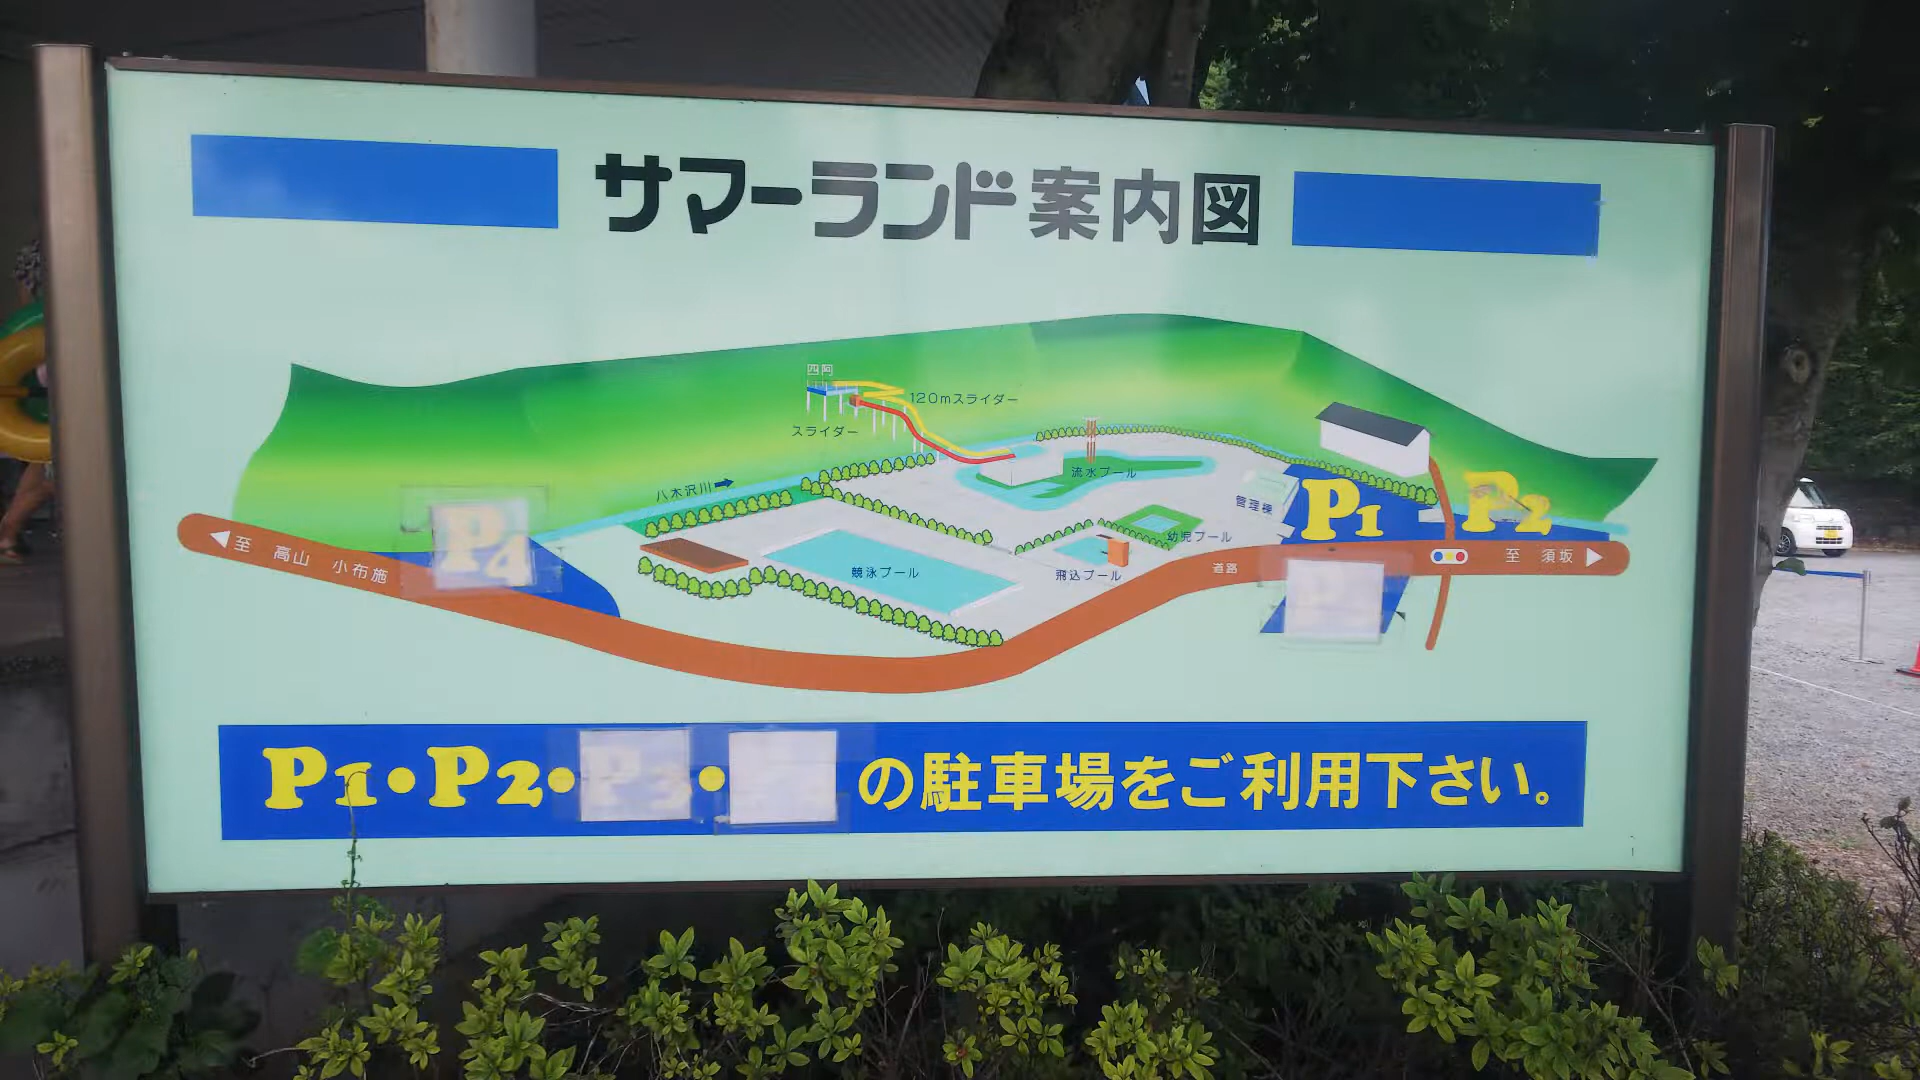 サマーランド案内図
四阿
120mスライダー
スライダー
流水プール
八木沢川
管理棟
P1
P2
P4
幼児プール
至 高山 小布施
競泳プール
飛込プール
道路
至 須坂
P1・P2・P3・ の駐車場をご利用下さい。